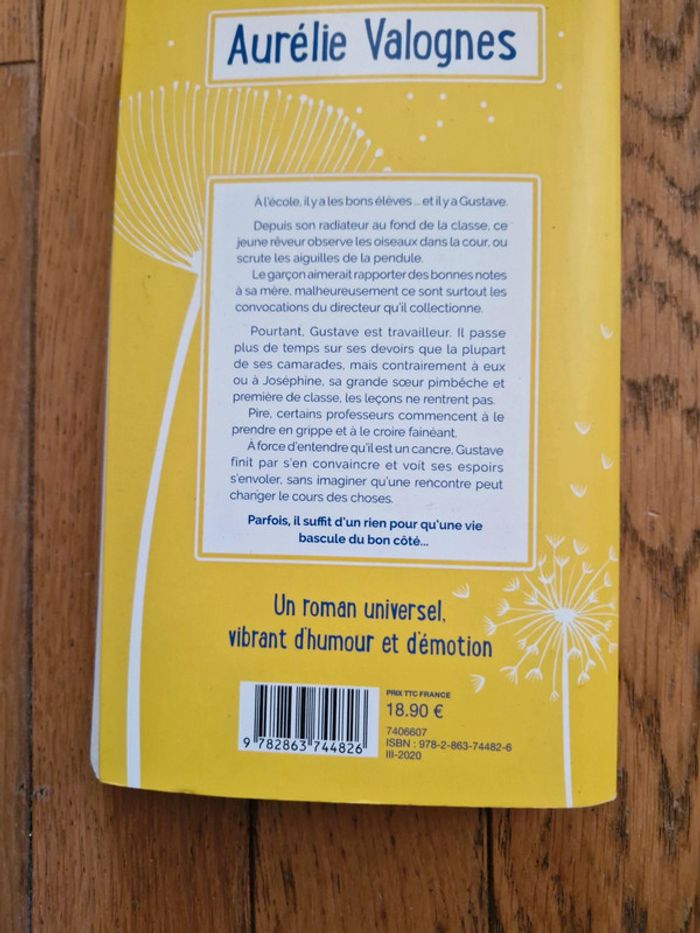 Aurélie Valognes
À l'école, il y a les bons élèves ... et il y a Gustave.
Depuis son radiateur au fond de la classe, ce
jeune rêveur observe les oiseaux dans la cour, ou
scrute les aiguilles de la pendule.
Le garçon aimerait rapporter des bonnes notes
à sa mère, malheureusement ce sont surtout les
convocations du directeur qu'il collectionne.
Pourtant, Gustave est travailleur. Il passe
plus de temps sur ses devoirs que la plupart
de ses camarades, mais contrairement à eux
ou à Joséphine, sa grande sœur pimbêche et
première de classe, les leçons ne rentrent pas.
Pire, certains professeurs commencent à le
prendre en grippe et à le croire fainéant.
À force d'entendre qu'il est un cancre, Gustave
finit par s'en convaincre et voit ses espoirs
s'envoler, sans imaginer qu'une rencontre peut
changer le cours des choses.
Parfois, il suffit d'un rien pour qu'une vie
bascule du bon côté...
Un roman universel,
vibrant d'humour et d'émotion
PRIX TTC FRANCE
18.90 €
7406607
ISBN : 978-2-863-74482-6
III-2020
9 782863 744826